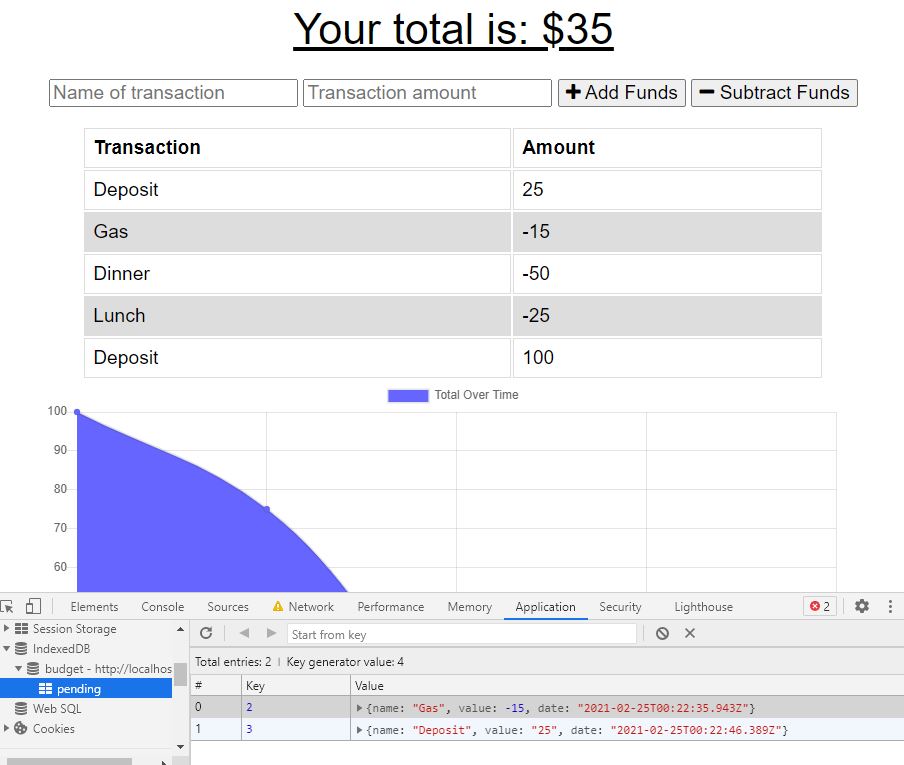 Your total is: $35
Name of transaction Transaction amount Add Funds Subtract Funds
Transaction Amount
Deposit 25
Gas -15
Dinner -50
Lunch -25
Deposit 100
Total Over Time
100
90
80
70
60
Elements Console Sources Network Performance Memory Application Security Lighthouse 2
Session Storage
IndexedDB
budget - http://localhos
pending
Web SQL
Cookies
Start from key
Total entries: 2 | Key generator value: 4
# Key Value
0 2 {name: "Gas", value: -15, date: "2021-02-25T00:22:35.943Z"}
1 3 {name: "Deposit", value: "25", date: "2021-02-25T00:22:46.389Z"}